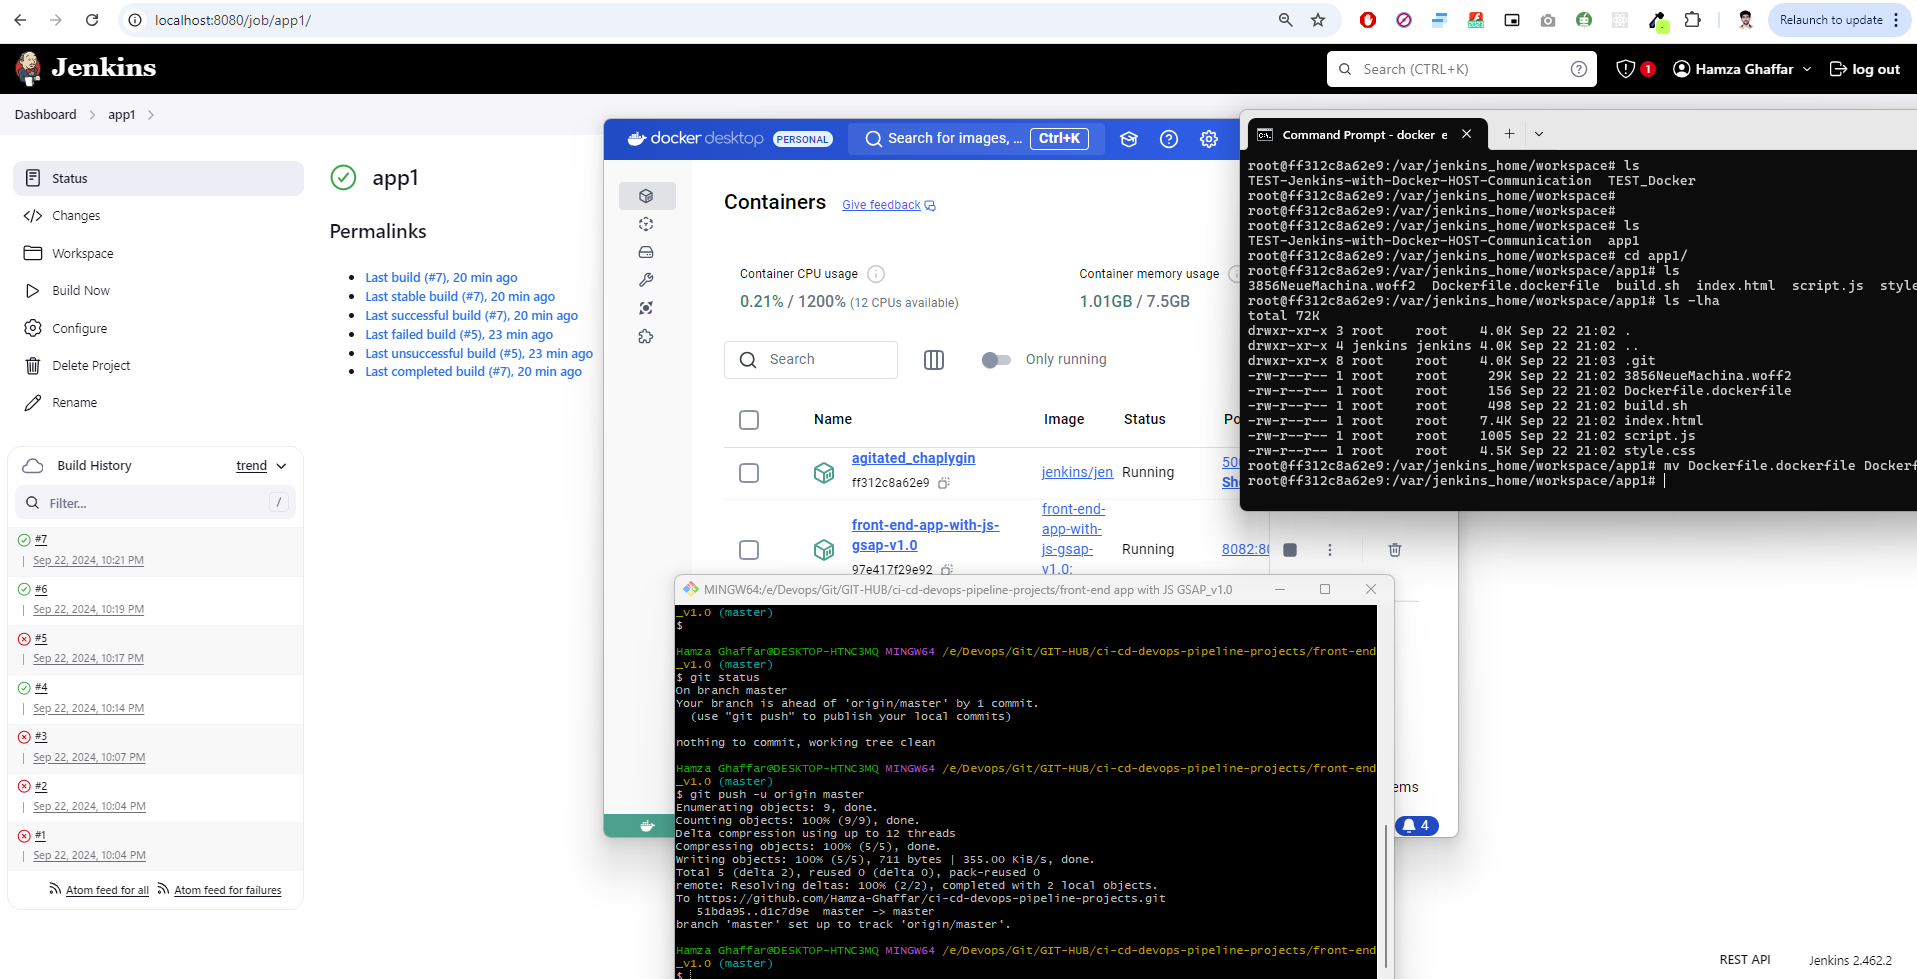 localhost:8080/job/app1/
Relaunch to update
Jenkins
Search (CTRL+K)
1
Hamza Ghaffar
log out
Dashboard
app1
Status
Changes
Workspace
Build Now
Configure
Delete Project
Rename
Build History
trend
Filter...
/
#7
Sep 22, 2024, 10:21 PM
#6
Sep 22, 2024, 10:19 PM
#5
Sep 22, 2024, 10:17 PM
#4
Sep 22, 2024, 10:14 PM
#3
Sep 22, 2024, 10:07 PM
#2
Sep 22, 2024, 10:04 PM
#1
Sep 22, 2024, 10:04 PM
Atom feed for all
Atom feed for failures
app1
Permalinks
Last build (#7), 20 min ago
Last stable build (#7), 20 min ago
Last successful build (#7), 20 min ago
Last failed build (#5), 23 min ago
Last unsuccessful build (#5), 23 min ago
Last completed build (#7), 20 min ago
docker desktop PERSONAL
Search for images, ... Ctrl+K
Containers Give feedback
Container CPU usage
0.21% / 1200% (12 CPUs available)
Container memory usage
1.01GB / 7.5GB
Search
Only running
Name Image Status Po
agitated_chaplygin
ff312c8a62e9
jenkins/jen
Running
50
Sh
front-end-app-with-js-
gsap-v1.0
97e417f29e92
front-end-
app-with-
js-gsap-
v1.0:
Running
8082:80
ems
4
Command Prompt - docker e
root@ff312c8a62e9:/var/jenkins_home/workspace# ls
TEST-Jenkins-with-Docker-HOST-Communication  TEST_Docker
root@ff312c8a62e9:/var/jenkins_home/workspace#
root@ff312c8a62e9:/var/jenkins_home/workspace#
root@ff312c8a62e9:/var/jenkins_home/workspace# ls
TEST-Jenkins-with-Docker-HOST-Communication  app1
root@ff312c8a62e9:/var/jenkins_home/workspace# cd app1/
root@ff312c8a62e9:/var/jenkins_home/workspace/app1# ls
3856NeueMachina.woff2  Dockerfile.dockerfile  build.sh  index.html  script.js  style
root@ff312c8a62e9:/var/jenkins_home/workspace/app1# ls -lha
total 72K
drwxr-xr-x 3 root    root    4.0K Sep 22 21:02 .
drwxr-xr-x 4 jenkins jenkins 4.0K Sep 22 21:02 ..
drwxr-xr-x 8 root    root    4.0K Sep 22 21:03 .git
-rw-r--r-- 1 root    root     29K Sep 22 21:02 3856NeueMachina.woff2
-rw-r--r-- 1 root    root     156 Sep 22 21:02 Dockerfile.dockerfile
-rw-r--r-- 1 root    root     498 Sep 22 21:02 build.sh
-rw-r--r-- 1 root    root    7.4K Sep 22 21:02 index.html
-rw-r--r-- 1 root    root    1005 Sep 22 21:02 script.js
-rw-r--r-- 1 root    root    4.5K Sep 22 21:02 style.css
root@ff312c8a62e9:/var/jenkins_home/workspace/app1# mv Dockerfile.dockerfile Dockerf
root@ff312c8a62e9:/var/jenkins_home/workspace/app1#
MINGW64:/e/Devops/Git/GIT-HUB/ci-cd-devops-pipeline-projects/front-end app with JS GSAP_v1.0
_v1.0 (master)
$
Hamza Ghaffar@DESKTOP-HTNC3MQ MINGW64 /e/Devops/Git/GIT-HUB/ci-cd-devops-pipeline-projects/front-end
_v1.0 (master)
$ git status
On branch master
Your branch is ahead of 'origin/master' by 1 commit.
  (use "git push" to publish your local commits)
nothing to commit, working tree clean
Hamza Ghaffar@DESKTOP-HTNC3MQ MINGW64 /e/Devops/Git/GIT-HUB/ci-cd-devops-pipeline-projects/front-end
_v1.0 (master)
$ git push -u origin master
Enumerating objects: 9, done.
Counting objects: 100% (9/9), done.
Delta compression using up to 12 threads
Compressing objects: 100% (5/5), done.
Writing objects: 100% (5/5), 711 bytes | 355.00 KiB/s, done.
Total 5 (delta 2), reused 0 (delta 0), pack-reused 0
remote: Resolving deltas: 100% (2/2), completed with 2 local objects.
To https://github.com/Hamza-Ghaffar/ci-cd-devops-pipeline-projects.git
   51bda95..d1c7d9e  master -> master
branch 'master' set up to track 'origin/master'.
Hamza Ghaffar@DESKTOP-HTNC3MQ MINGW64 /e/Devops/Git/GIT-HUB/ci-cd-devops-pipeline-projects/front-end
_v1.0 (master)
$
REST API
Jenkins 2.462.2